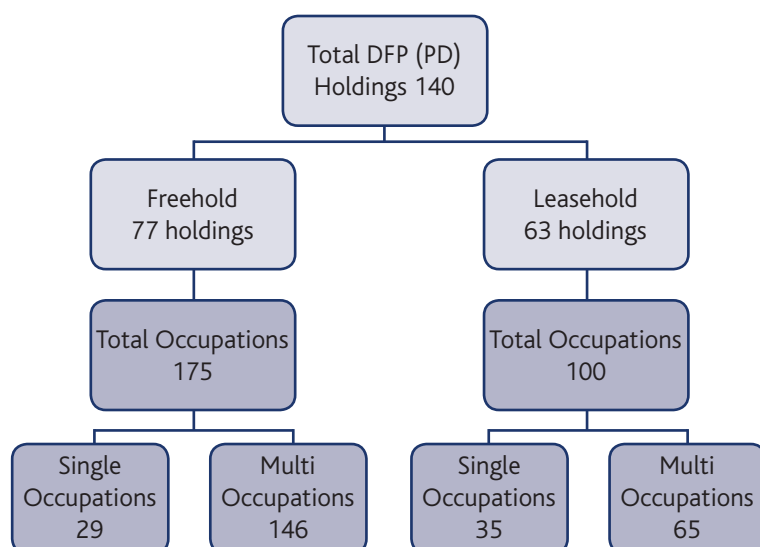 Total DFP (PD)
Holdings 140
Freehold
77 holdings
Leasehold
63 holdings
Total Occupations
175
Total Occupations
100
Single
Occupations
29
Multi
Occupations
146
Single
Occupations
35
Multi
Occupations
65